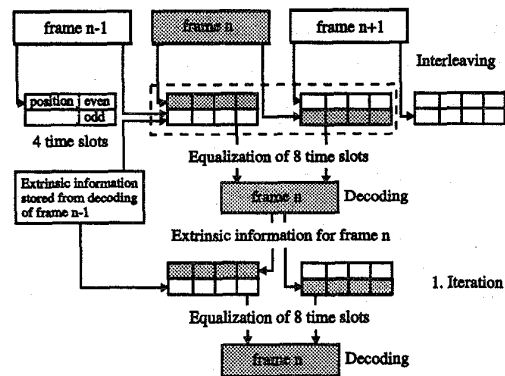 frame n-1
frame n
frame n+1
Interleaving
position even
odd
4 time slots
Equalization of 8 time slots
Extrinsic information
stored from decoding
of frame n-1
frame n
Decoding
Extrinsic information for frame n
1. Iteration
Equalization of 8 time slots
frame n
Decoding